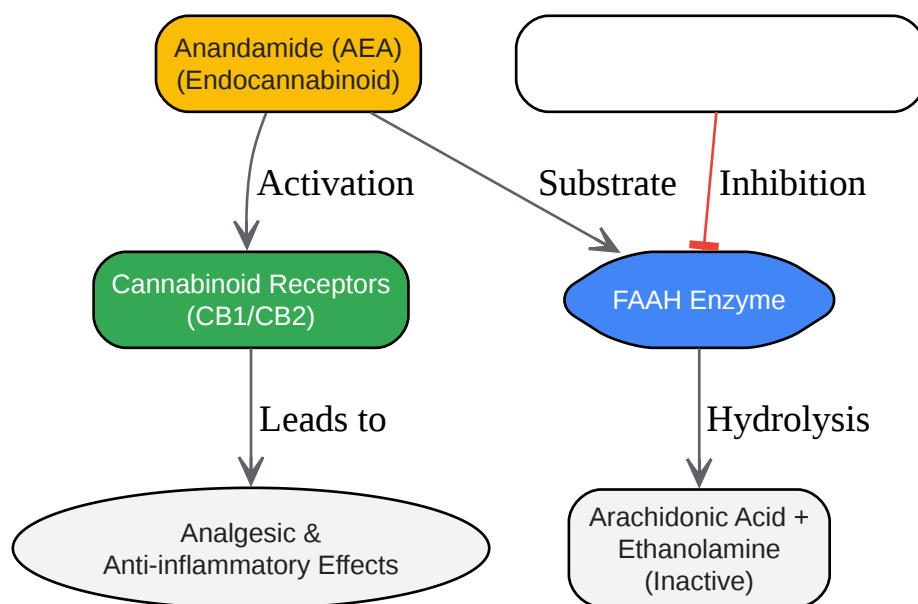 Anandamide (AEA)
(Endocannabinoid)
Activation
Substrate
Inhibition
Cannabinoid Receptors
(CB1/CB2)
FAAH Enzyme
Leads to
Hydrolysis
Analgesic &
Anti-inflammatory Effects
Arachidonic Acid +
Ethanolamine
(Inactive)